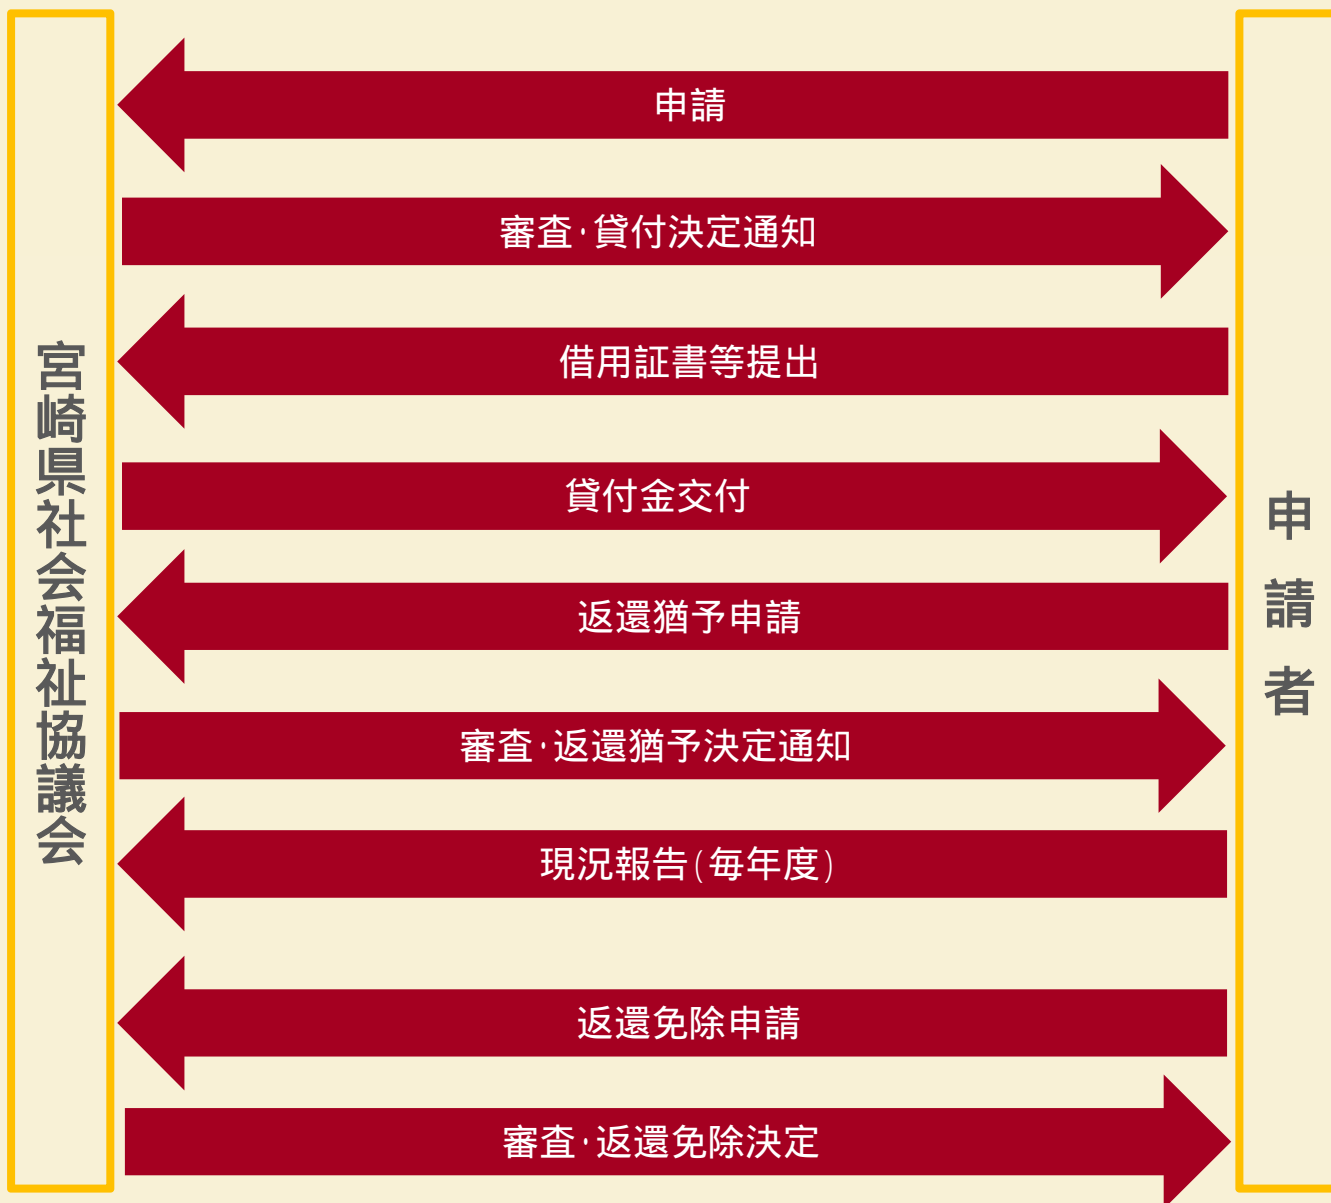 宮崎県社会福祉協議会
申請
審査・貸付決定通知
借用証書等提出
貸付金交付
返還猶予申請
審査・返還猶予決定通知
現況報告(毎年度)
返還免除申請
審査・返還免除決定
申請者